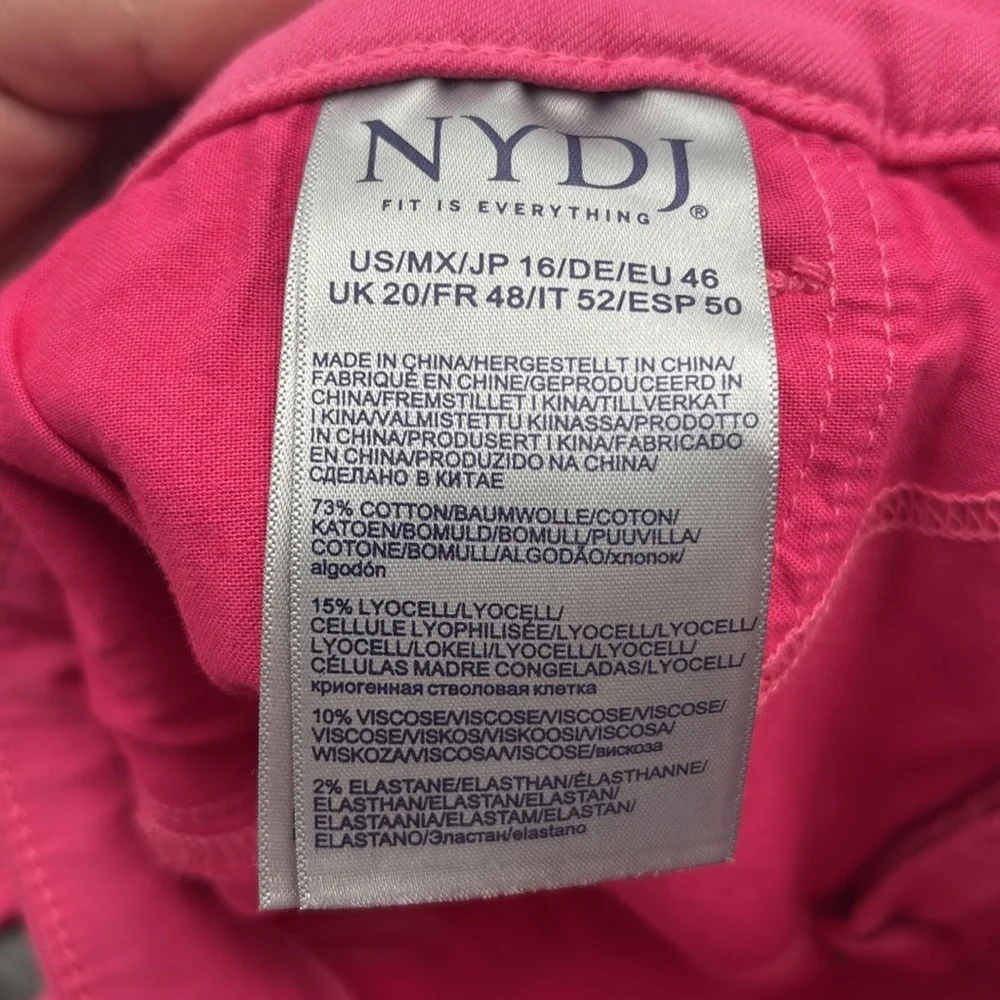 NYDJ®
FIT IS EVERYTHING
US/MX/JP 16/DE/EU 46
UK 20/FR 48/IT 52/ESP 50
MADE IN CHINA/HERGESTELLT IN CHINA/
FABRIQUÉ EN CHINE/GEPRODUCEERD IN
CHINA/FREMSTILLET I KINA/TILLVERKAT
I KINA/VALMISTETTU KIINASSA/PRODOTTO
IN CHINA/PRODUSERT I KINA/FABRICADO
EN CHINA/PRODUZIDO NA CHINA/
СДЕЛАНО В КИТАЕ
73% COTTON/BAUMWOLLE/COTON/
KATOEN/BOMULD/BOMULL/PUUVILLA/
COTONE/BOMULL/ALGODÃO/хлопок/
algodón
15% LYOCELL/LYOCELL/
CELLULE LYOPHILISÉE/LYOCELL/LYOCELL/
LYOCELL/LOKELI/LYOCELL/LYOCELL/
CÉLULAS MADRE CONGELADAS/LYOCELL/
криогенная стволовая клетка
10% VISCOSE/VISCOSE/VISCOSE/VISCOSE/
VISCOSE/VISKOS/VISKOOSI/VISCOSA/
WISKOZA/VISCOSA/VISCOSE/вискоза
2% ELASTANE/ELASTHAN/ÉLASTHANNE/
ELASTHAN/ELASTAN/ELASTAN/
ELASTAANIA/ELASTAM/ELASTAN/
ELASTANO/Эластан/elastano